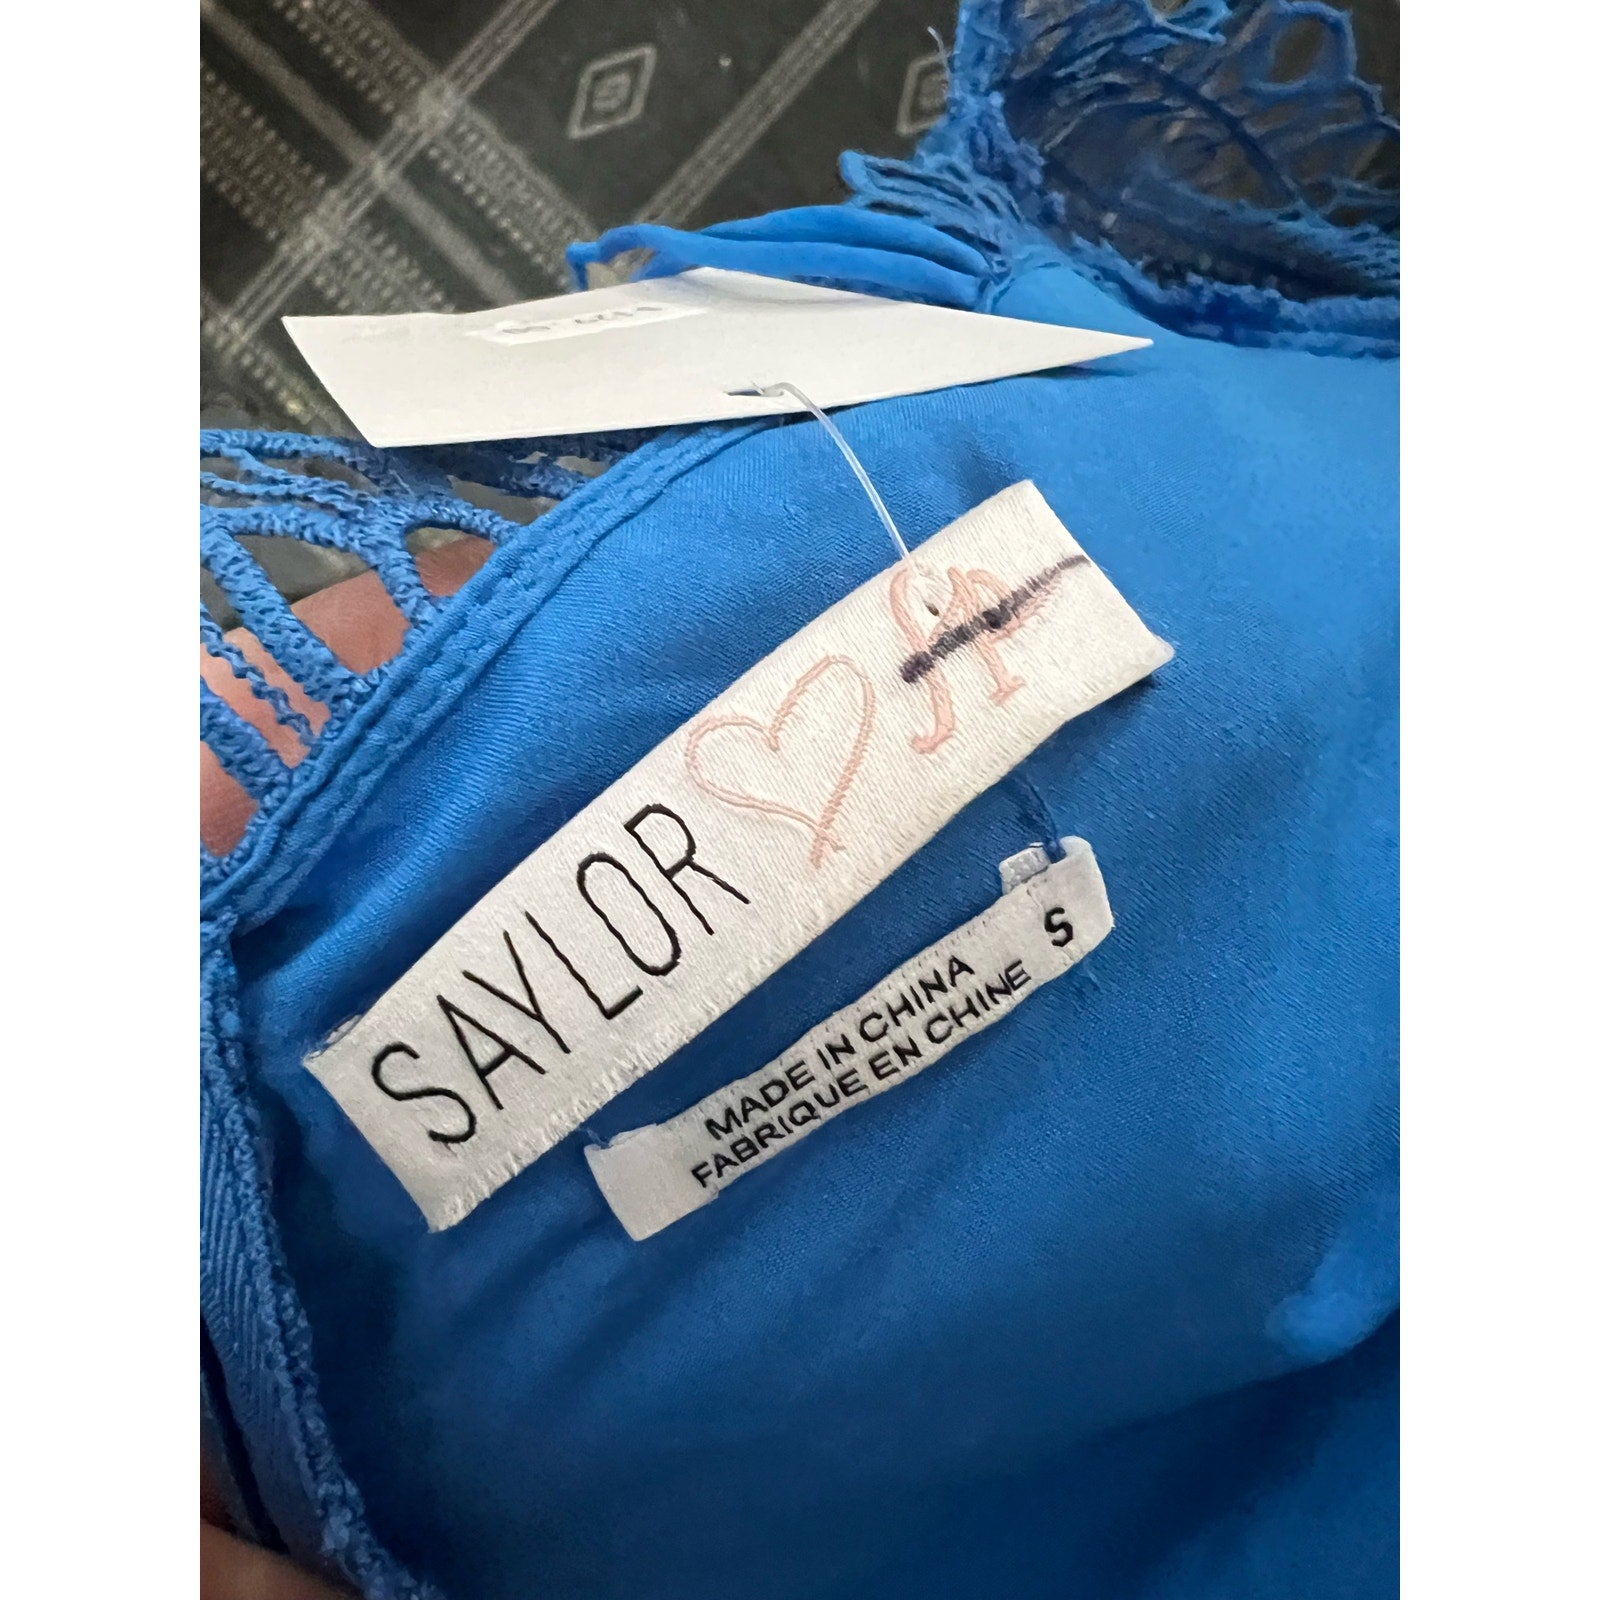 SAYLOR
S
MADE IN CHINA
FABRIQUE EN CHINE